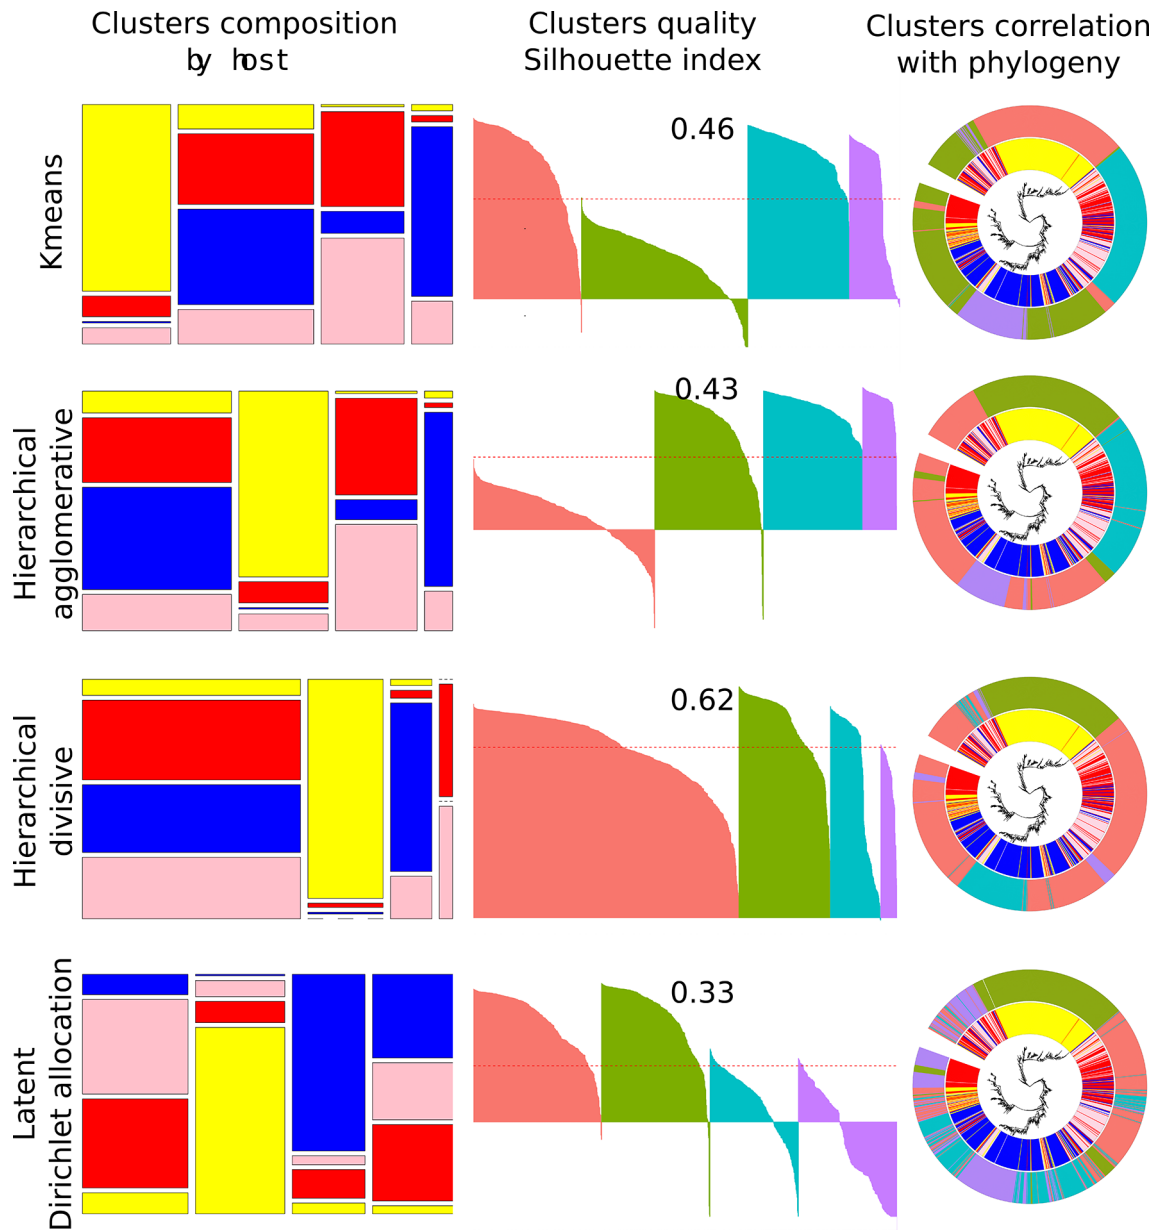 Clusters composition
by host
Clusters quality
Silhouette index
Clusters correlation
with phylogeny
Kmeans
0.46
Hierarchical
agglomerative
0.43
Hierarchical
divisive
0.62
Latent
Dirichlet allocation
0.33